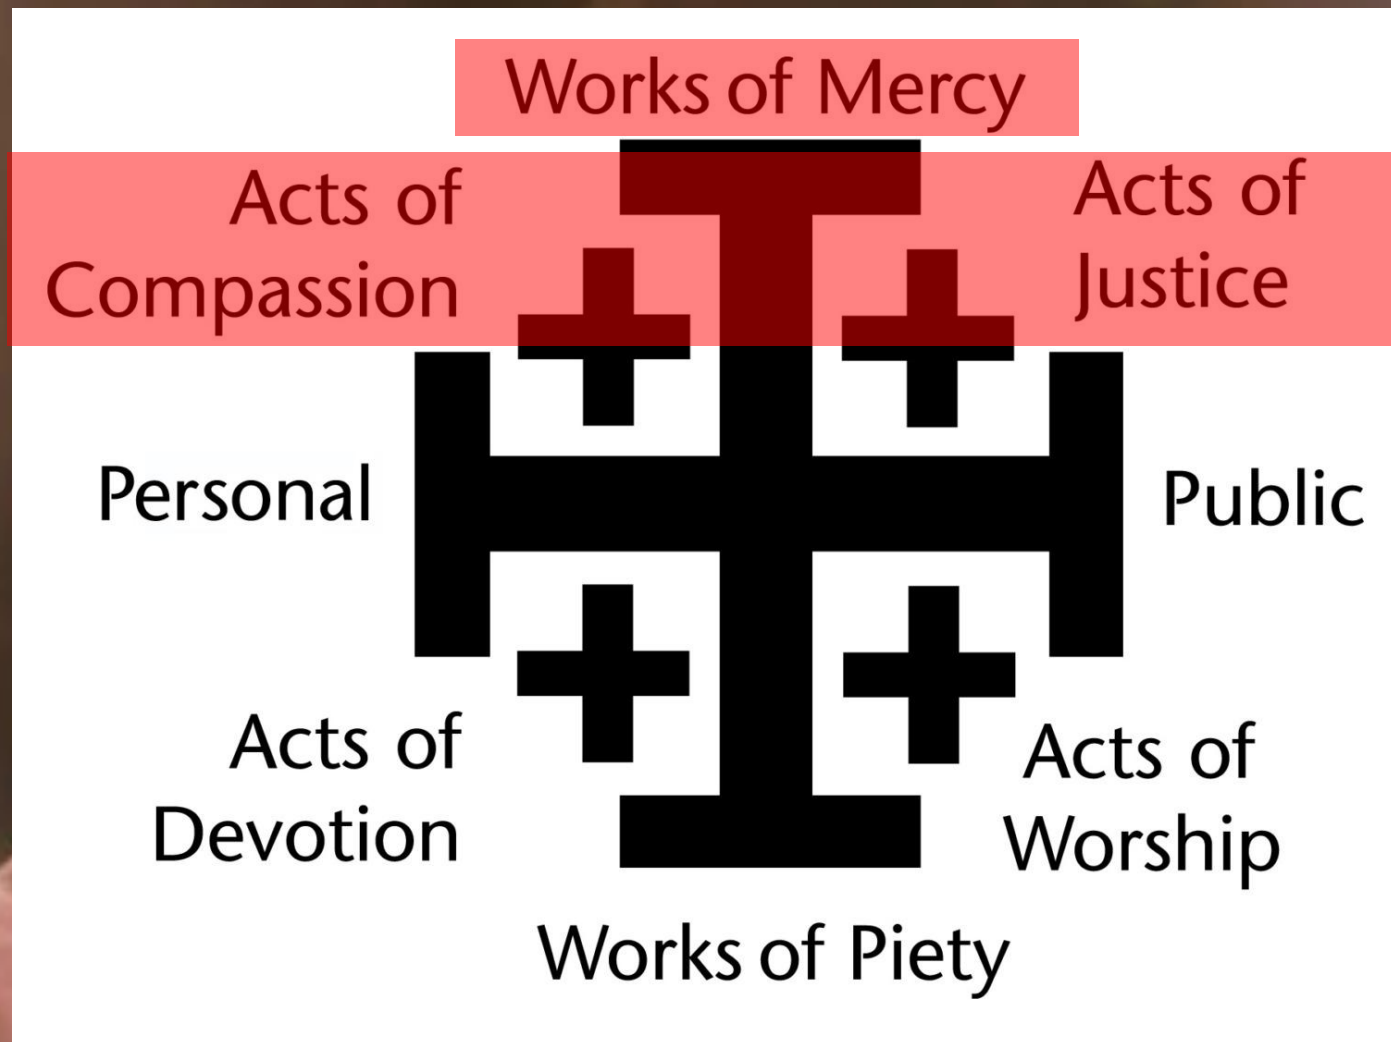 Works of Mercy
Acts of
Compassion
Acts of
Justice
Personal
Public
Acts of
Devotion
Acts of
Worship
Works of Piety